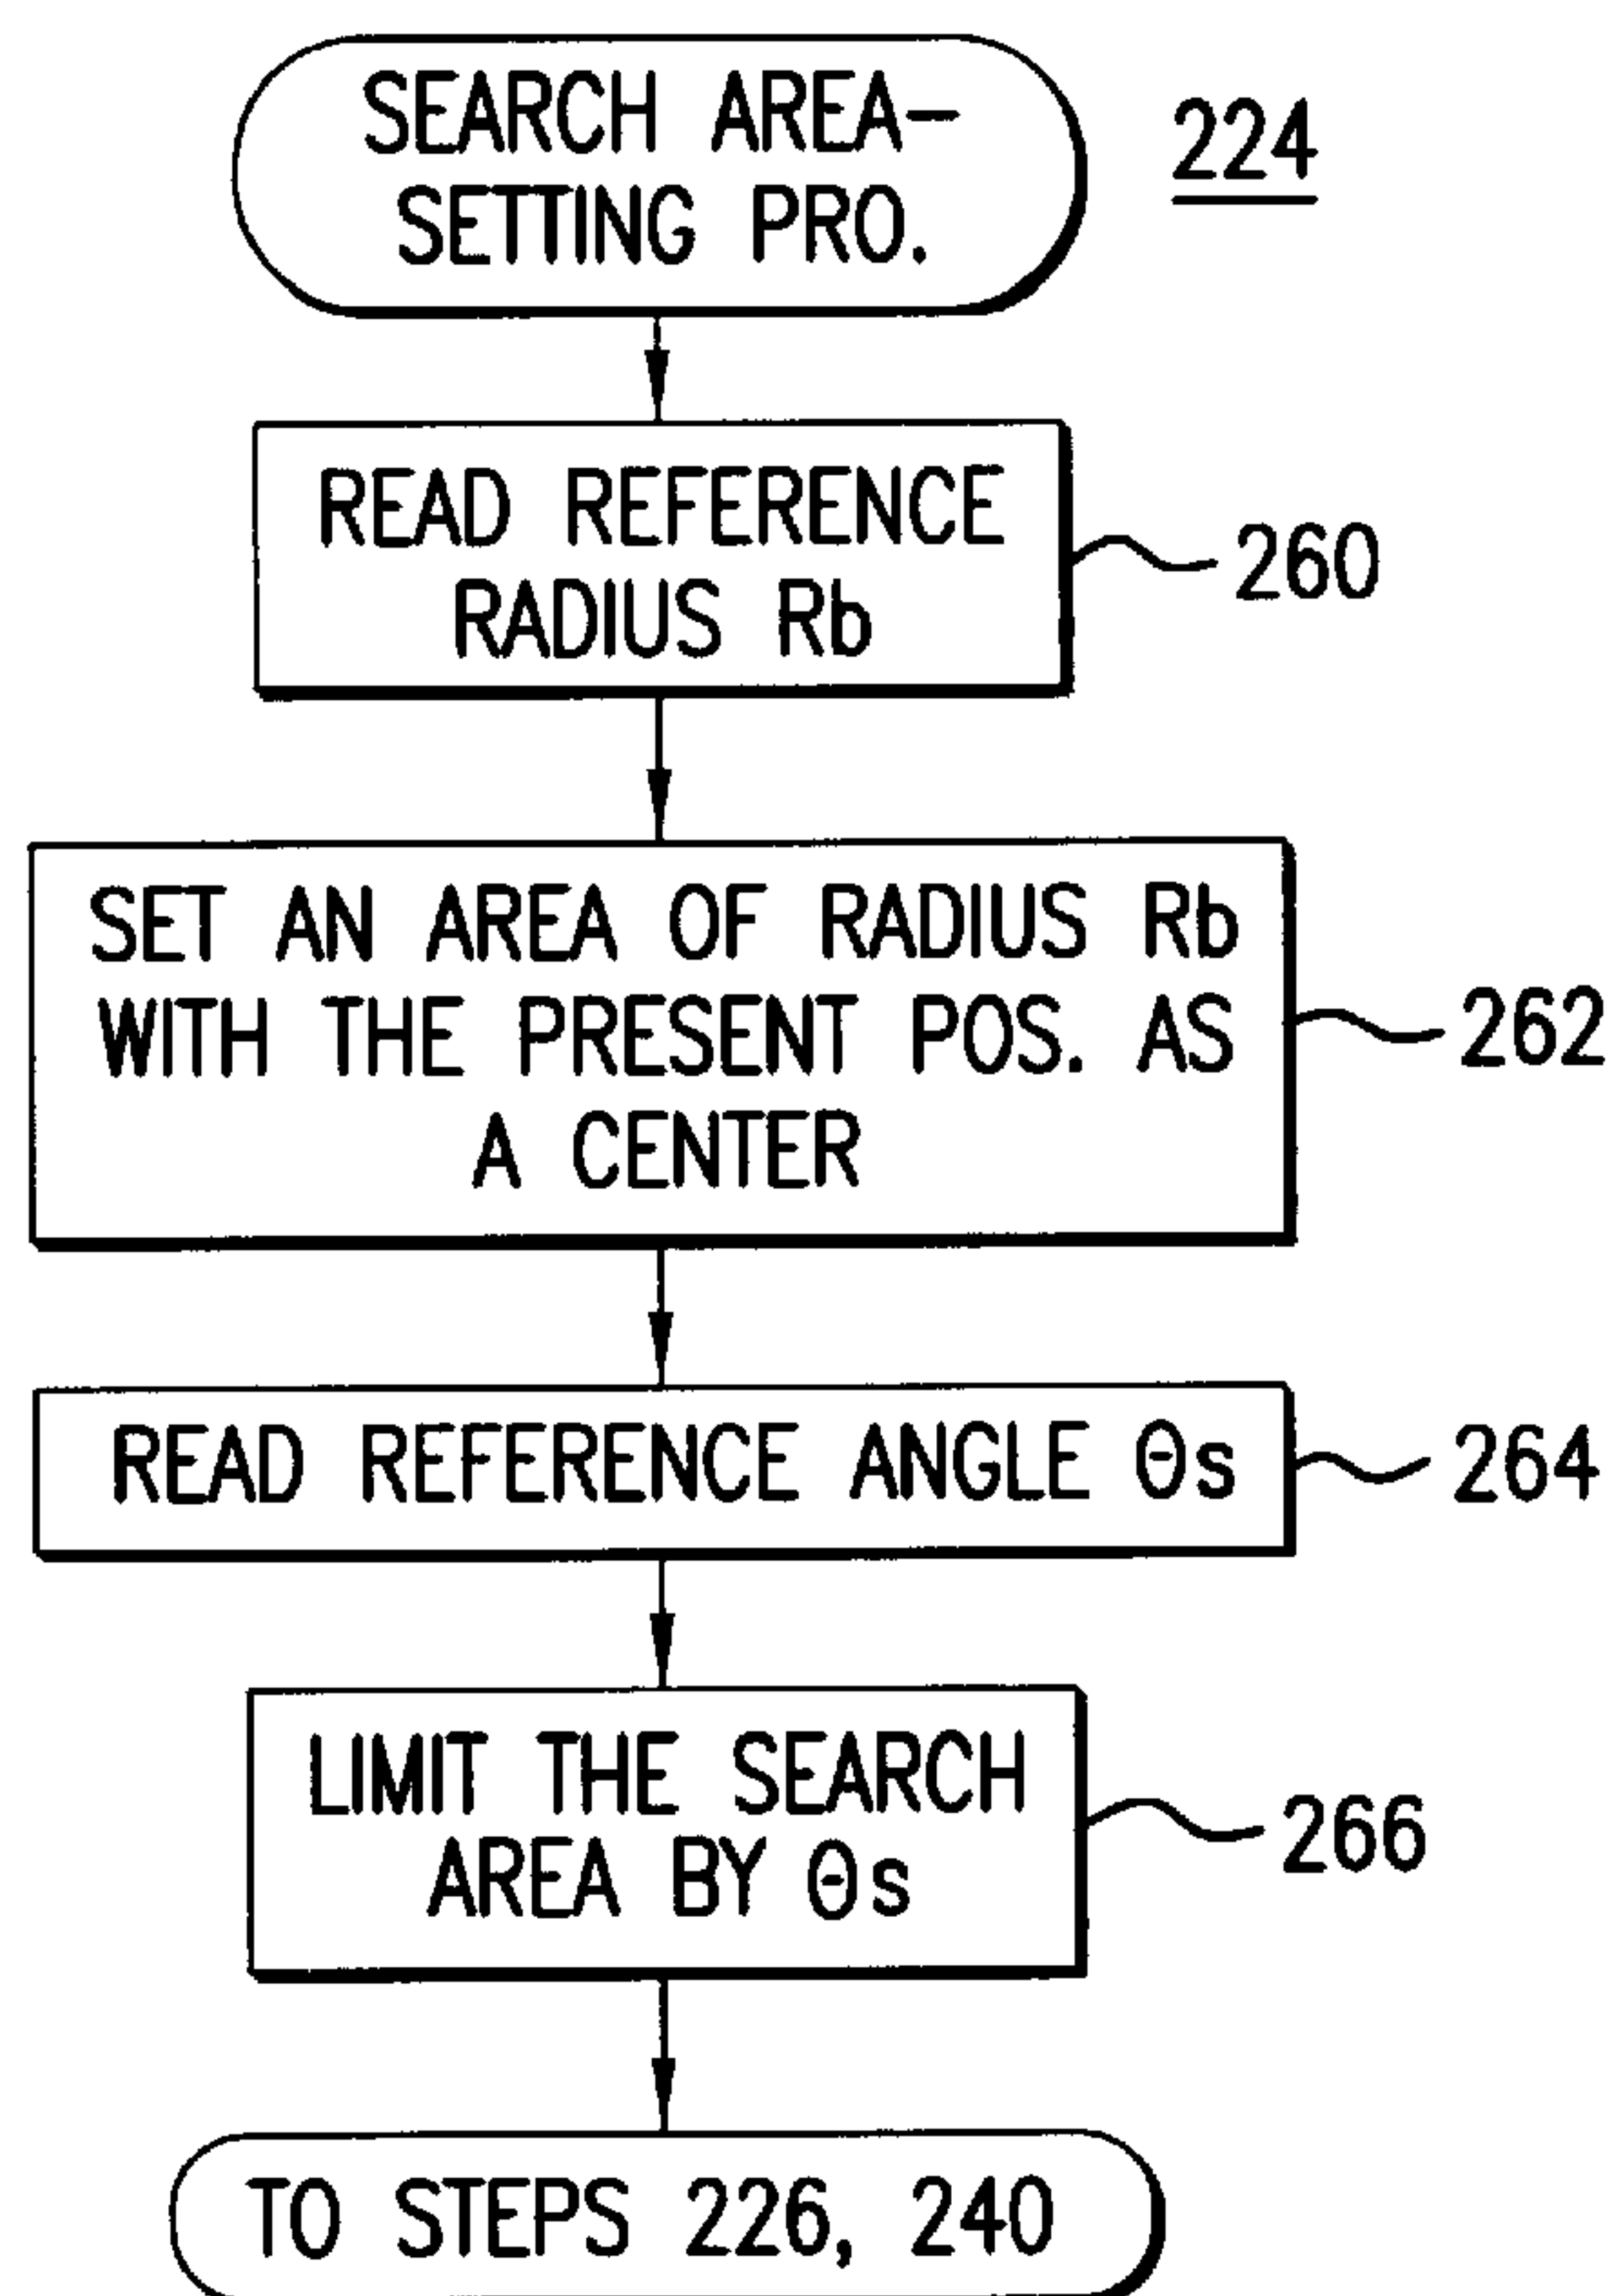 SEARCH AREA-
SETTING PRO.
224
READ REFERENCE
RADIUS Rb
260
SET AN AREA OF RADIUS Rb
WITH THE PRESENT POS. AS
A CENTER
262
READ REFERENCE ANGLE Θs
264
LIMIT THE SEARCH
AREA BY Θs
266
TO STEPS 226, 240